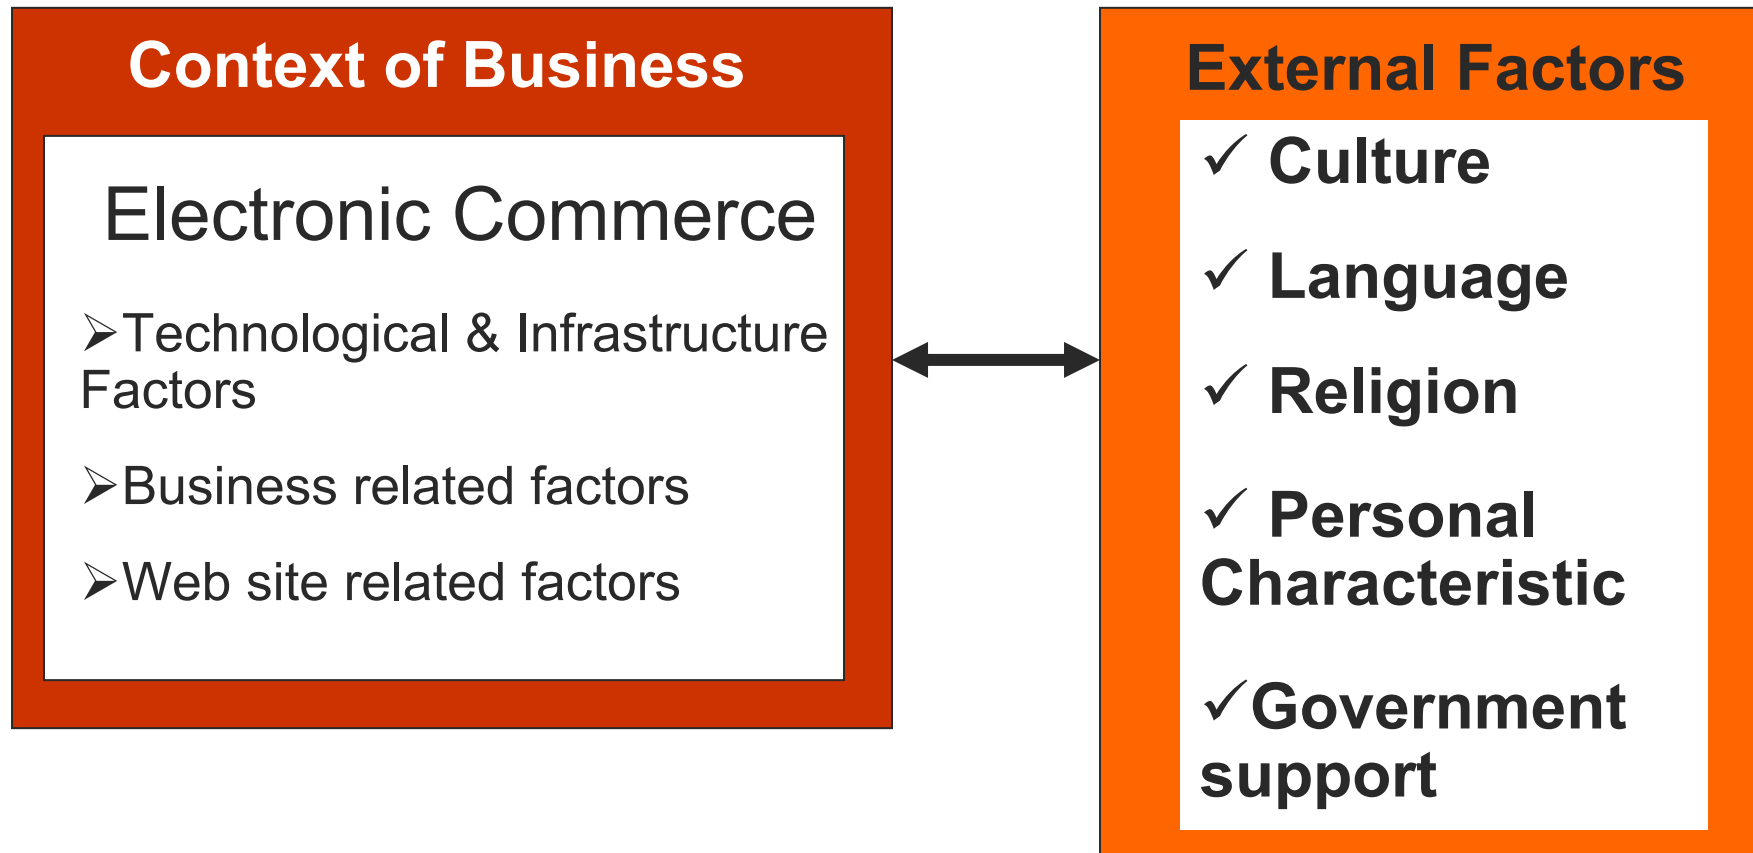 Context of Business
Electronic Commerce
➢Technological & Infrastructure
Factors
➢Business related factors
➢Web site related factors
External Factors
✓ Culture
✓ Language
✓ Religion
✓ Personal
Characteristic
✓Government
support